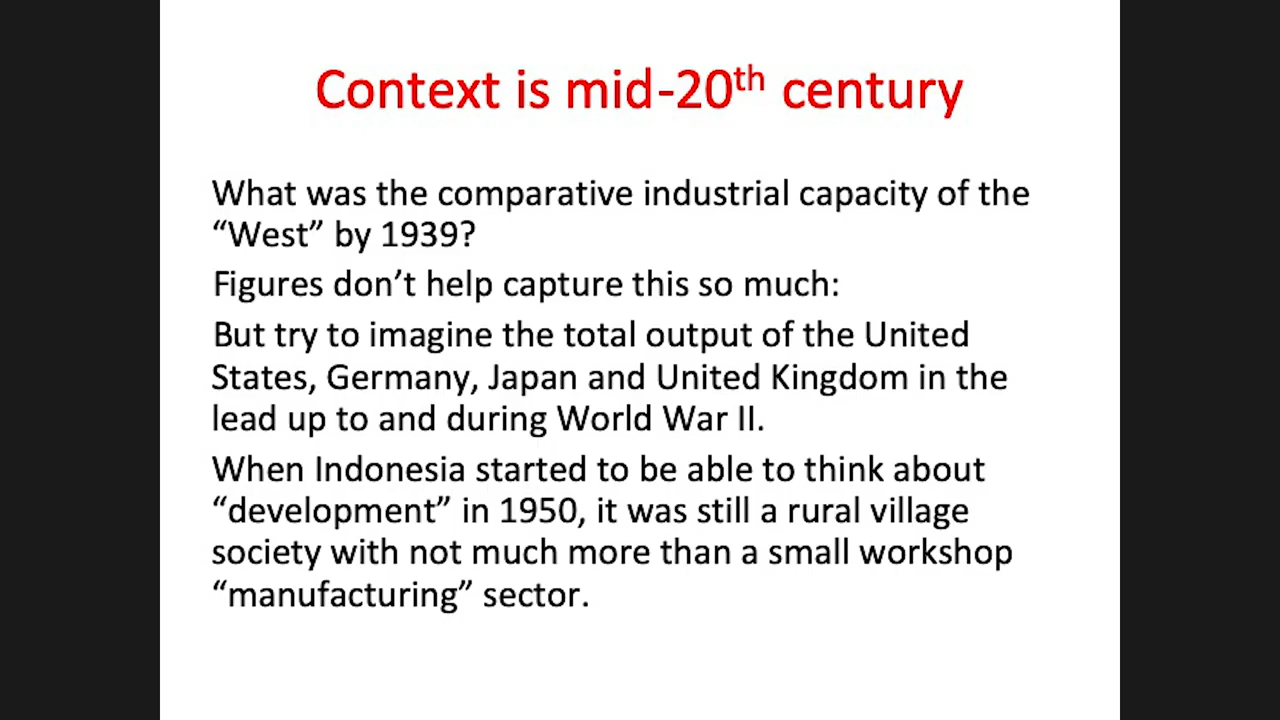 Context is mid-20th century
What was the comparative industrial capacity of the
“West” by 1939?
Figures don’t help capture this so much:
But try to imagine the total output of the United
States, Germany, Japan and United Kingdom in the
lead up to and during World War II.
When Indonesia started to be able to think about
“development” in 1950, it was still a rural village
society with not much more than a small workshop
“manufacturing” sector.